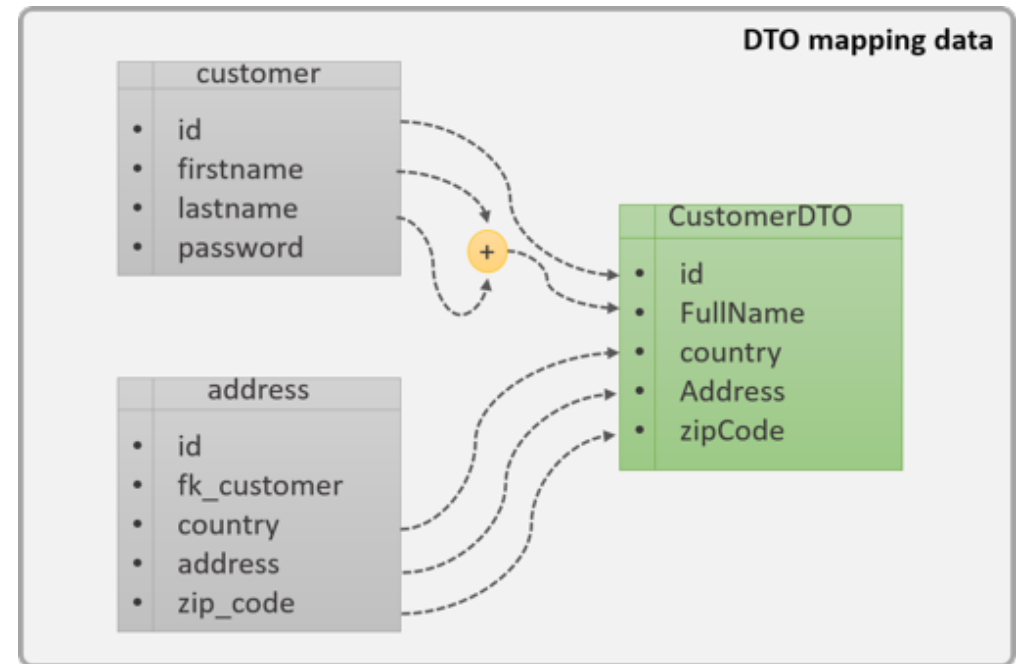 DTO mapping data
customer
• id
• firstname
• lastname
• password
+
CustomerDTO
• id
• FullName
• country
• Address
• zipCode
address
• id
• fk_customer
• country
• address
• zip_code